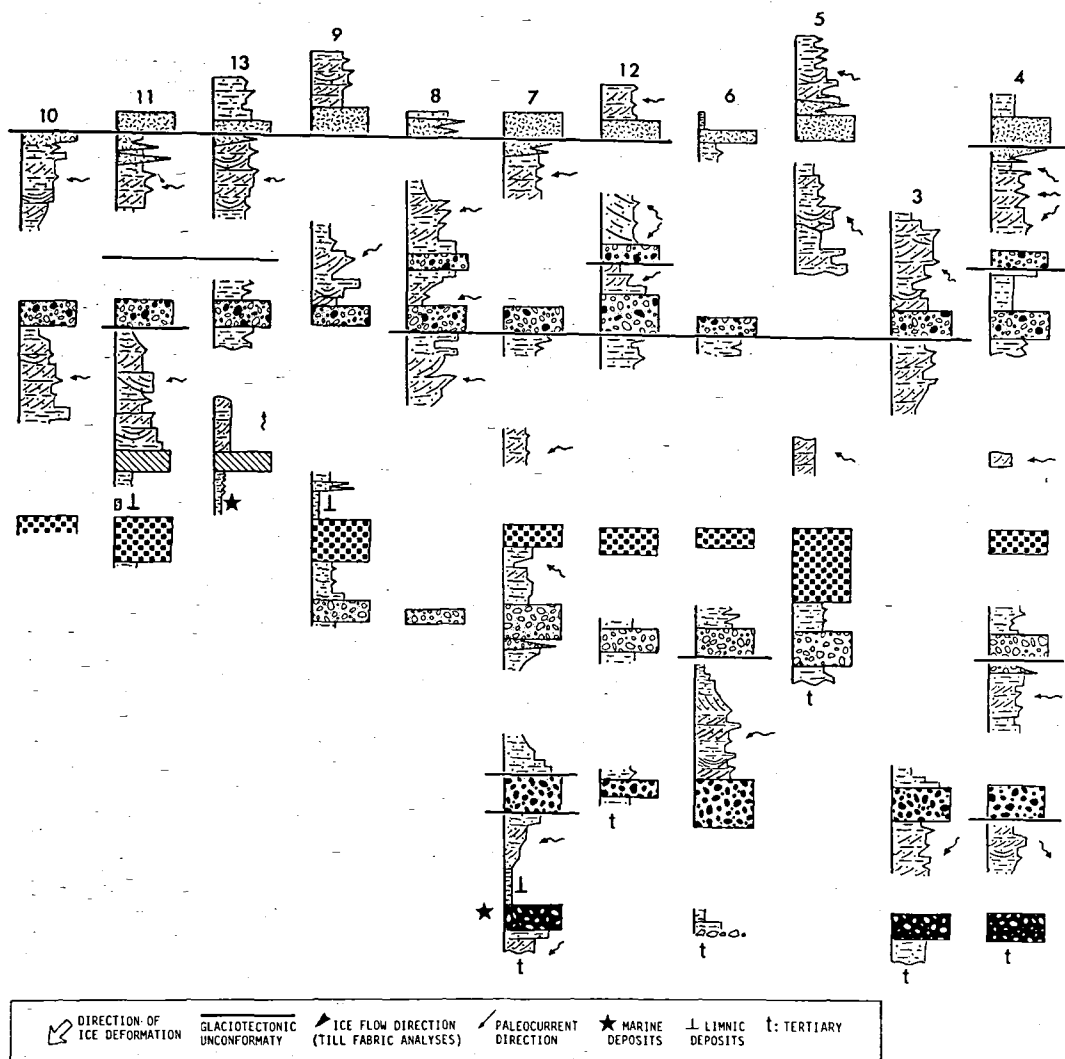 5
9
12
13
4
8
7
6
11
10
3
t
t
t
t
t
t
DIRECTION OF
ICE DEFORMATION
GLACIOTECTONIC
UNCONFORMATY
ICE FLOW DIRECTION
(TILL FABRIC ANALYSES)
PALEOCURRENT
DIRECTION
MARINE
DEPOSITS
LIMNIC
DEPOSITS
t: TERTIARY